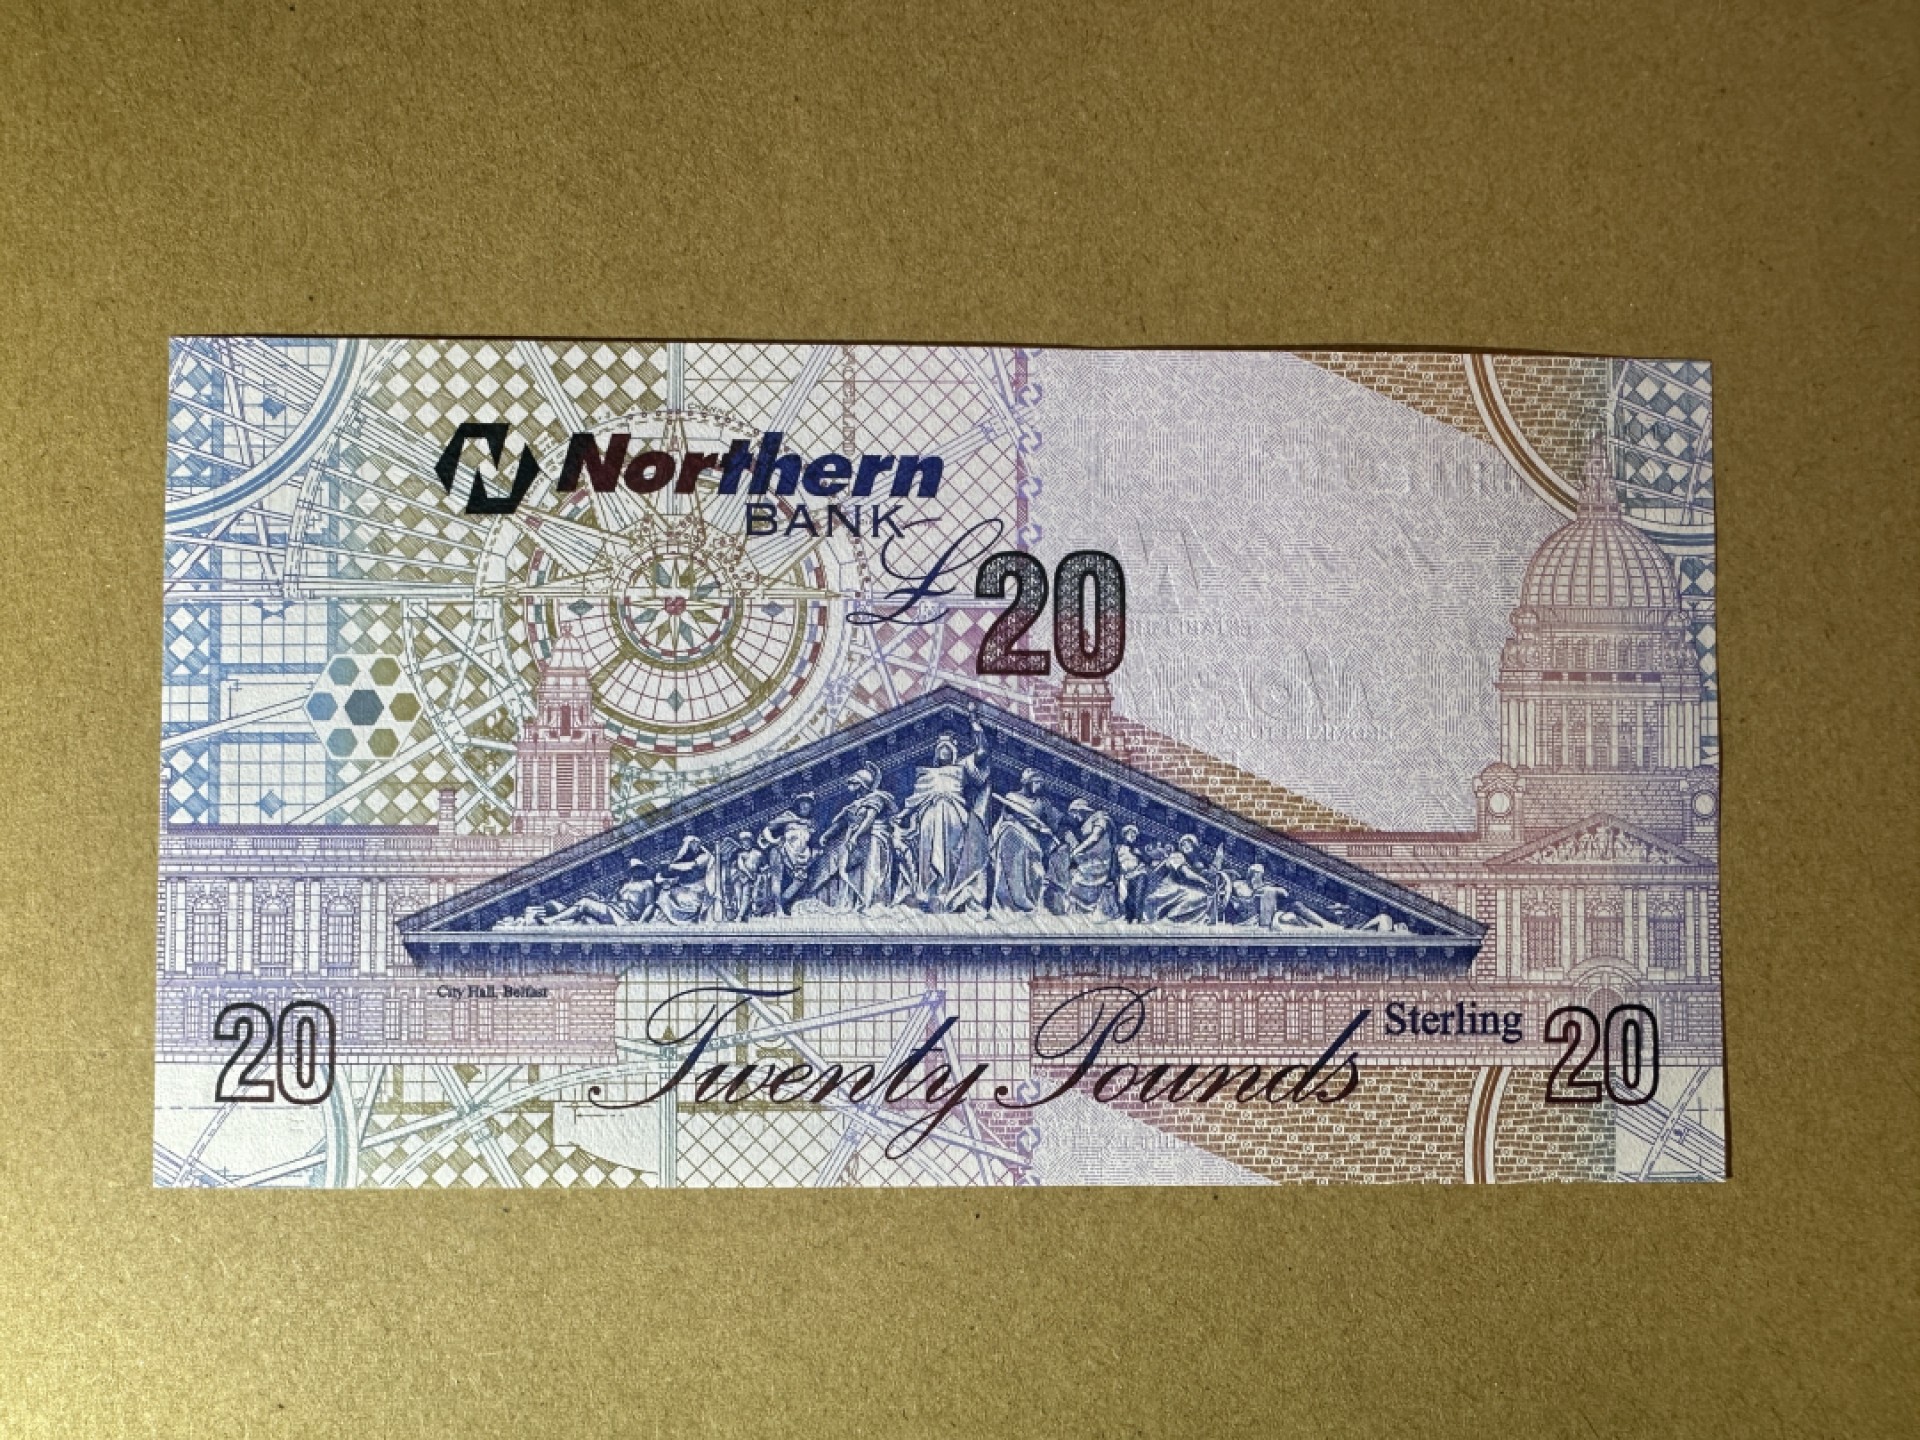 Northern
BANK
£20
City Hall, Belfast
20
Twenty Pounds
Sterling
20